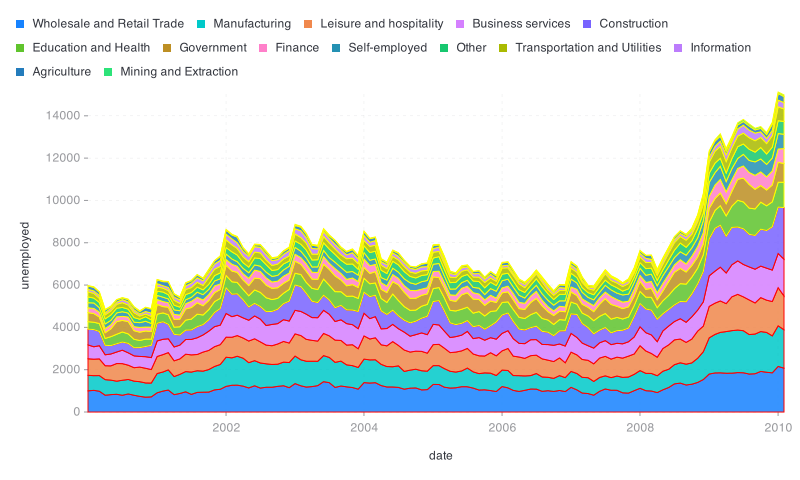 Wholesale and Retail Trade Manufacturing Leisure and hospitality Business services Construction
Education and Health Government Finance Self-employed Other Transportation and Utilities Information
Agriculture Mining and Extraction
14000
12000
10000
8000
6000
4000
2000
0
unemployed
2002 2004 2006 2008 2010
date